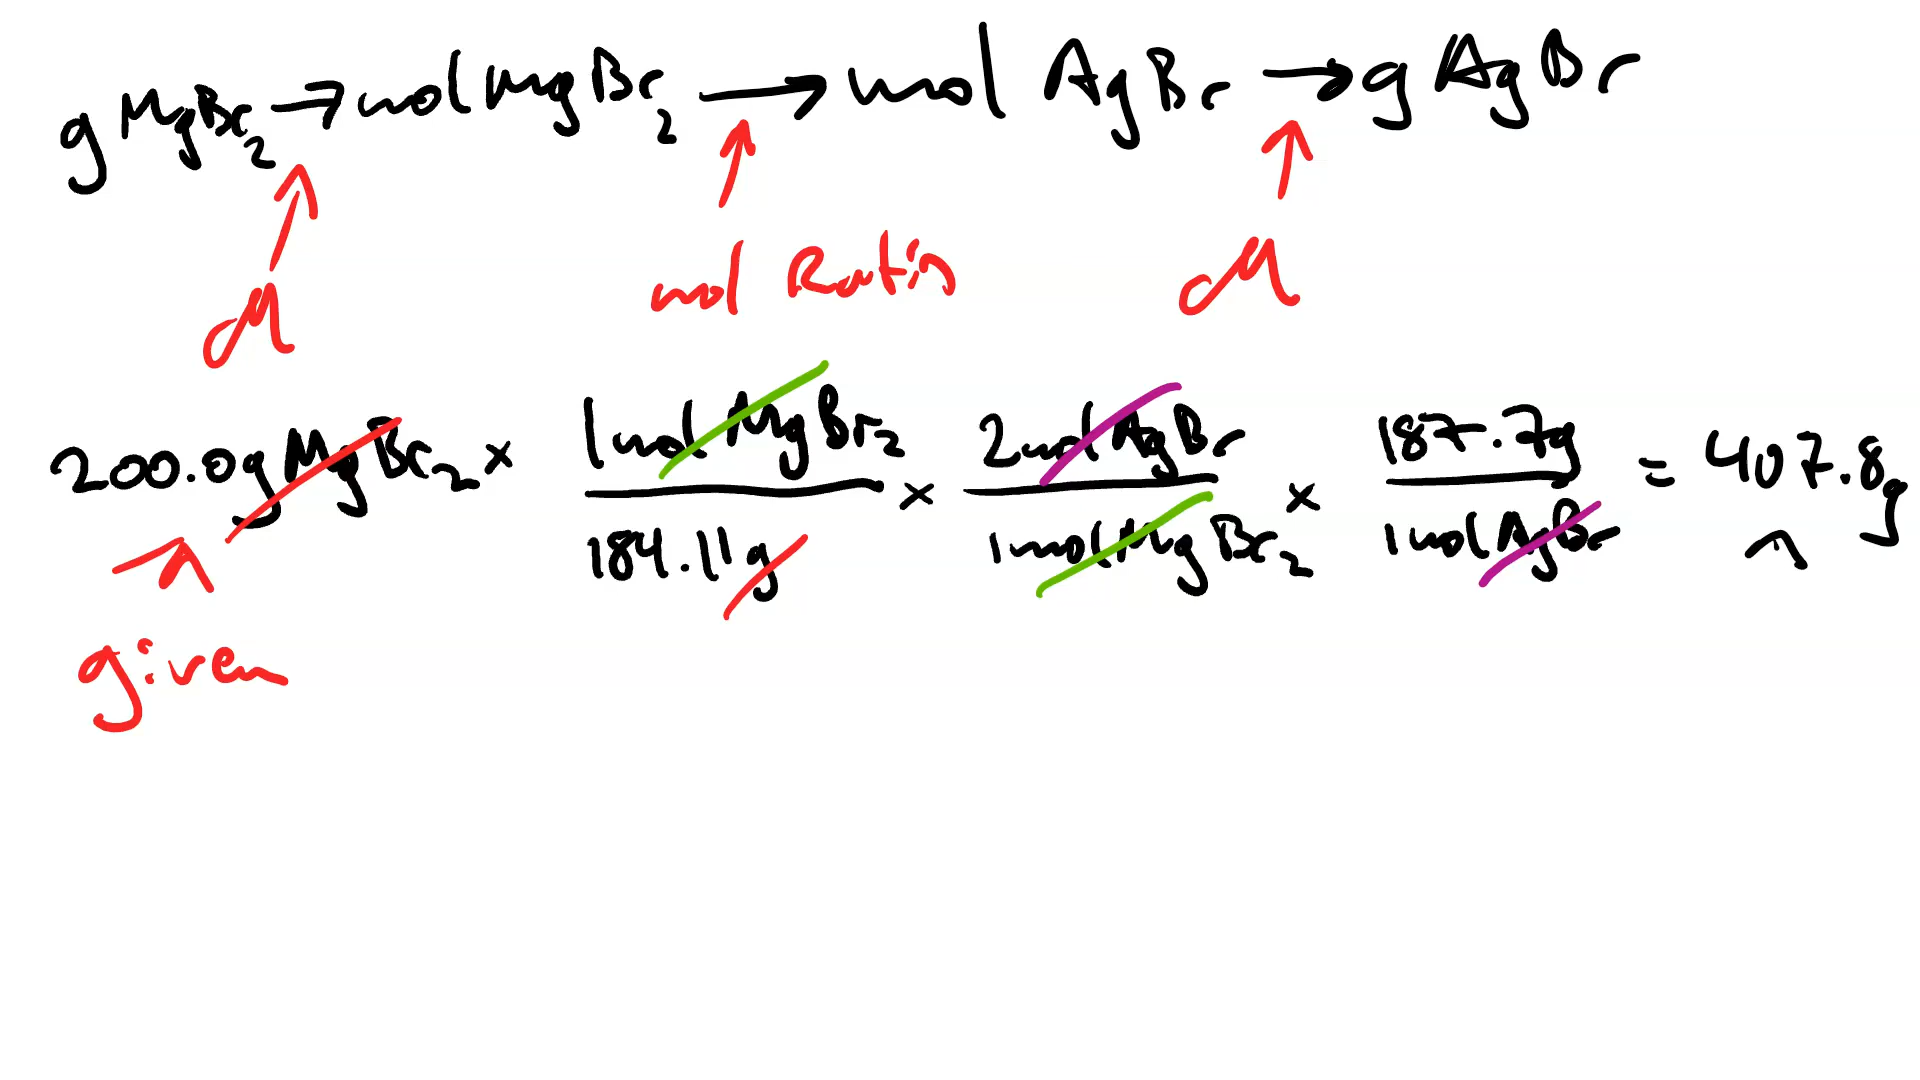 g MgBr₂ → mol MgBr₂ → mol AgBr → g AgBr
M mol Ratio M
200.0g MgBr₂ × 1 mol MgBr₂ / 184.11g × 2 mol AgBr / 1 mol MgBr₂ × 187.7g / 1 mol AgBr = 407.8g
given